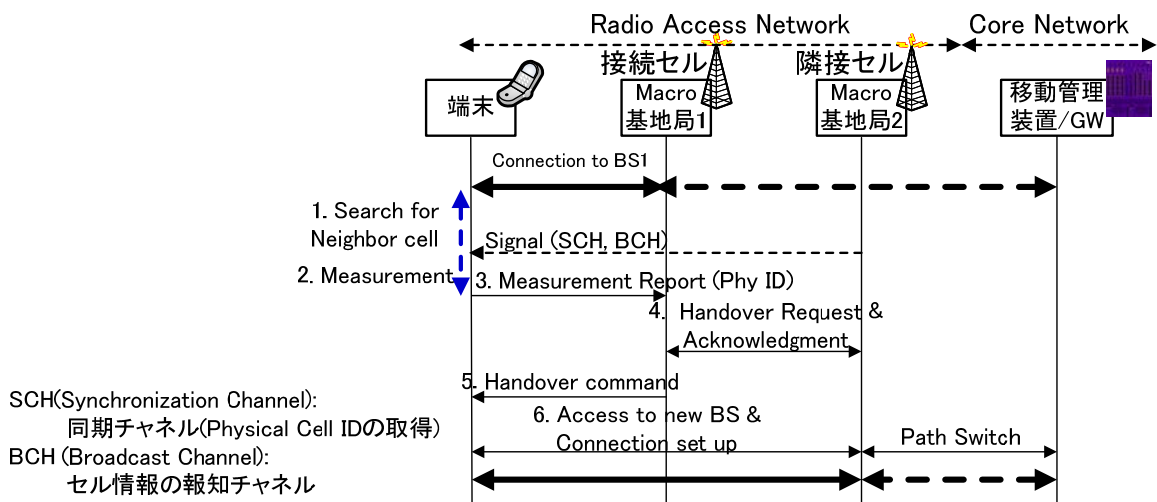 Radio Access Network
Core Network
接続セル
隣接セル
端末
Macro
基地局1
Macro
基地局2
移動管理
装置/GW
Connection to BS1
1. Search for
Neighbor cell
Signal (SCH, BCH)
2. Measurement
3. Measurement Report (Phy ID)
4. Handover Request &
Acknowledgment
5. Handover command
6. Access to new BS &
Connection set up
Path Switch
SCH(Synchronization Channel):
同期チャネル(Physical Cell IDの取得)
BCH (Broadcast Channel):
セル情報の報知チャネル